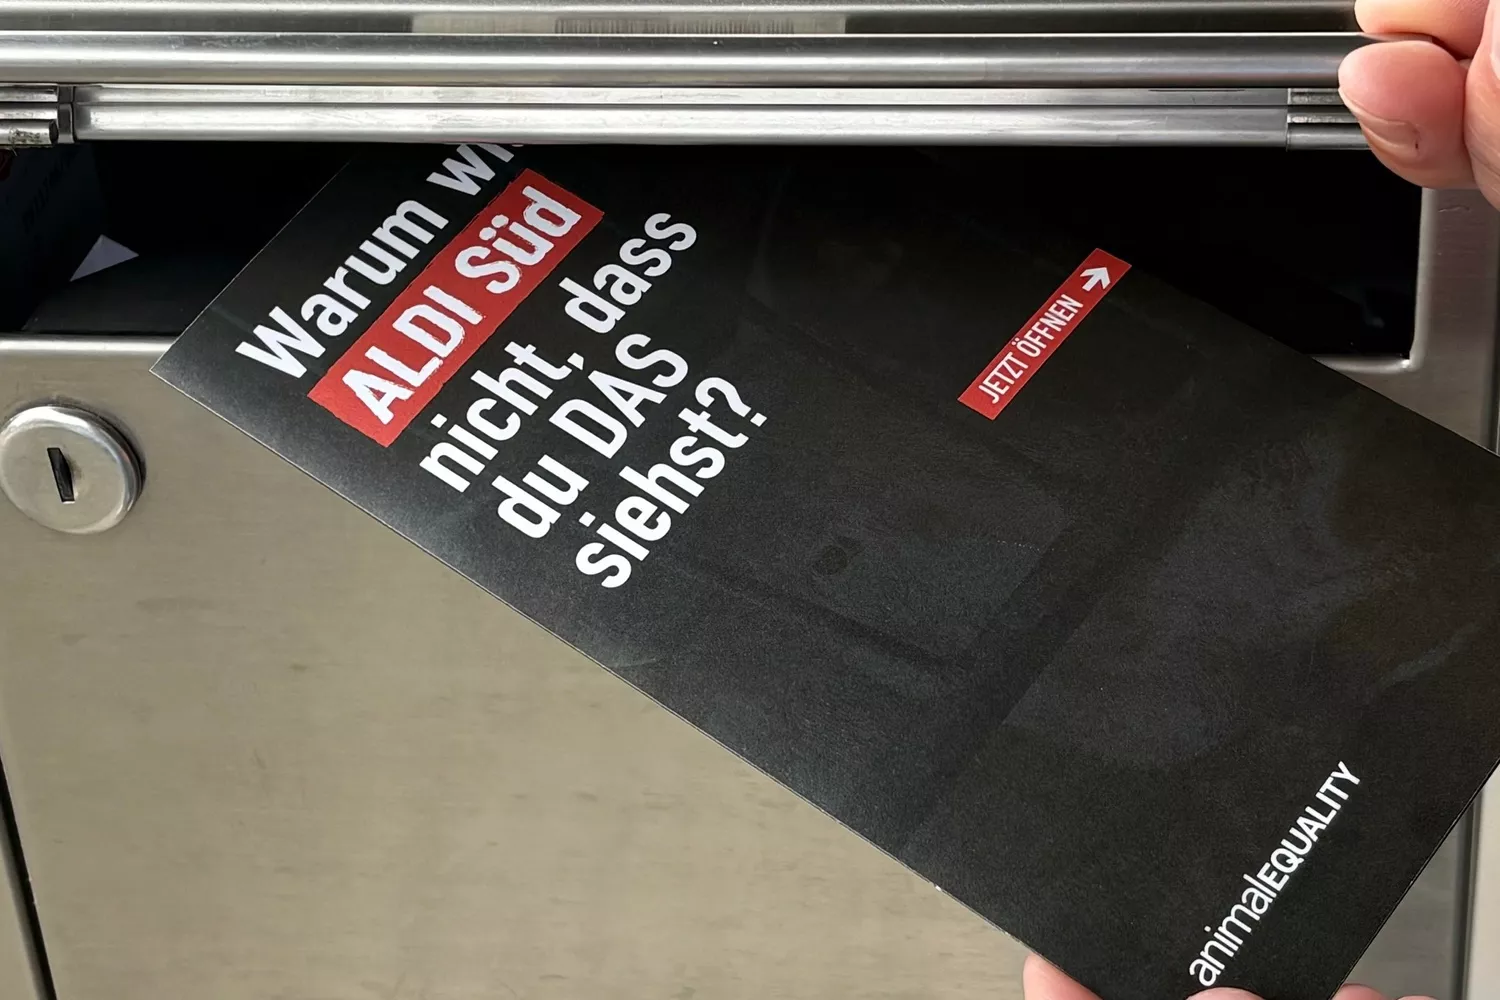 Warum
ALDI Süd
nicht, dass
du DAS
siehst?
JETZT ÖFFNEN →
animalEQUALITY